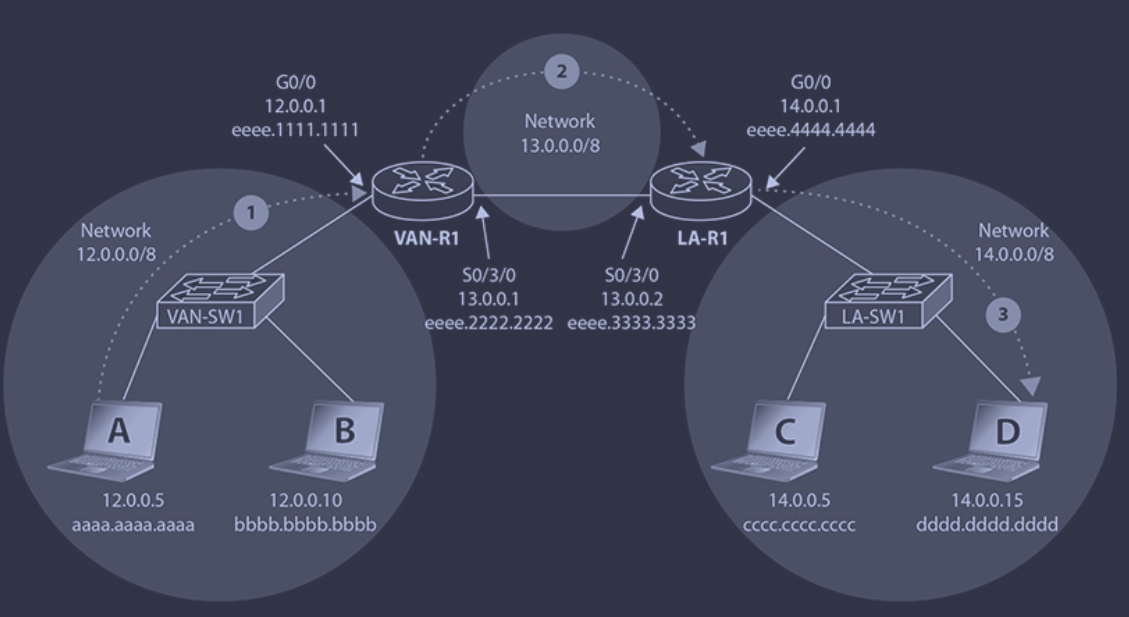 2
G0/0
12.0.0.1
eeee.1111.1111
Network
13.0.0.0/8
G0/0
14.0.0.1
eeee.4444.4444
1
Network
12.0.0.0/8
VAN-R1
LA-R1
Network
14.0.0.0/8
S0/3/0
13.0.0.1
eeee.2222.2222
S0/3/0
13.0.0.2
eeee.3333.3333
VAN-SW1
LA-SW1
3
A
B
C
D
12.0.0.5
aaaa.aaaa.aaaa
12.0.0.10
bbbb.bbbb.bbbb
14.0.0.5
cccc.cccc.cccc
14.0.0.15
dddd.dddd.dddd